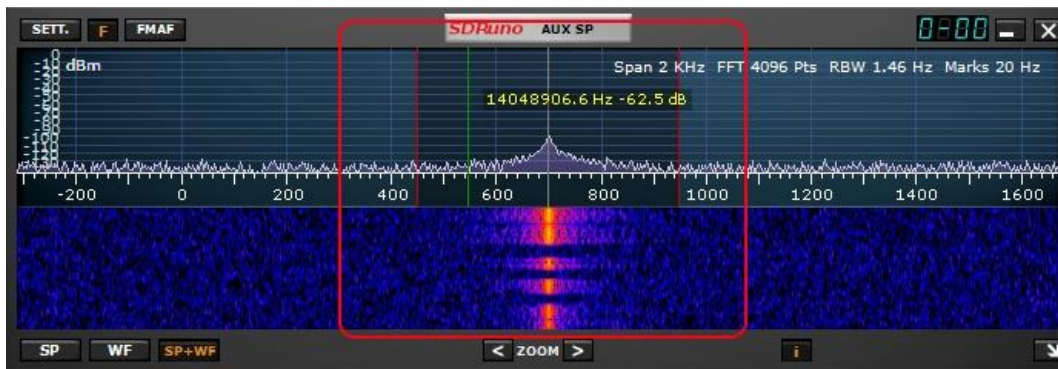 SETT. F FMAF SDRuno AUX SP 0-00
dBm Span 2 KHz FFT 4096 Pts RBW 1.46 Hz Marks 20 Hz
14048906.6 Hz -62.5 dB
-200 0 200 400 600 800 1000 1200 1400 1600
SP WF SP+WF < ZOOM > i